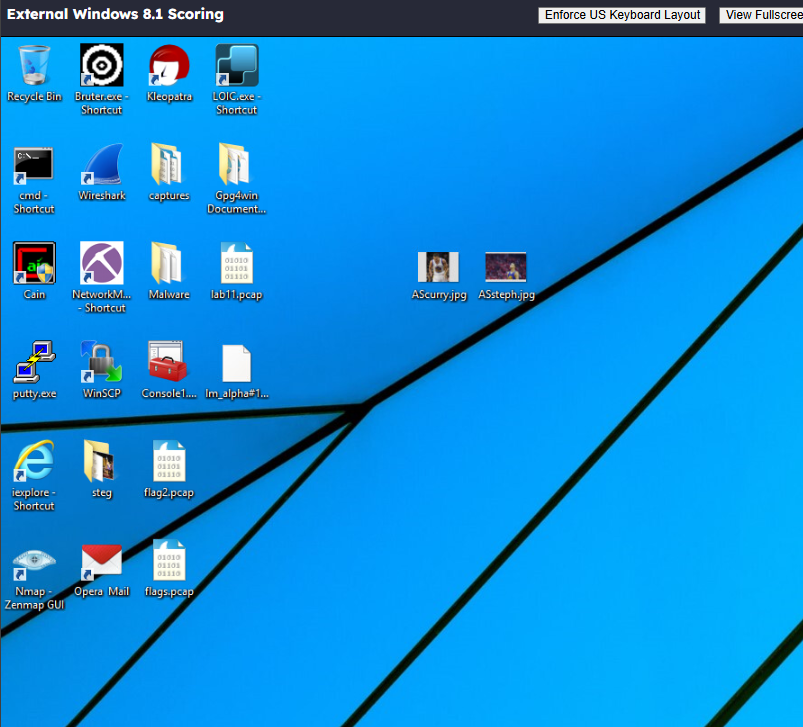 External Windows 8.1 Scoring
Enforce US Keyboard Layout
View Fullscree
Recycle Bin
Bruter.exe -
Shortcut
Kleopatra
LOIC.exe -
Shortcut
cmd -
Shortcut
Wireshark
captures
Gpg4win
Document...
Cain
NetworkM...
- Shortcut
Malware
lab11.pcap
AScurry.jpg
ASsteph.jpg
putty.exe
WinSCP
Console1....
lm_alpha#1...
iexplore -
Shortcut
steg
flag2.pcap
Nmap -
Zenmap GUI
Opera Mail
flags.pcap